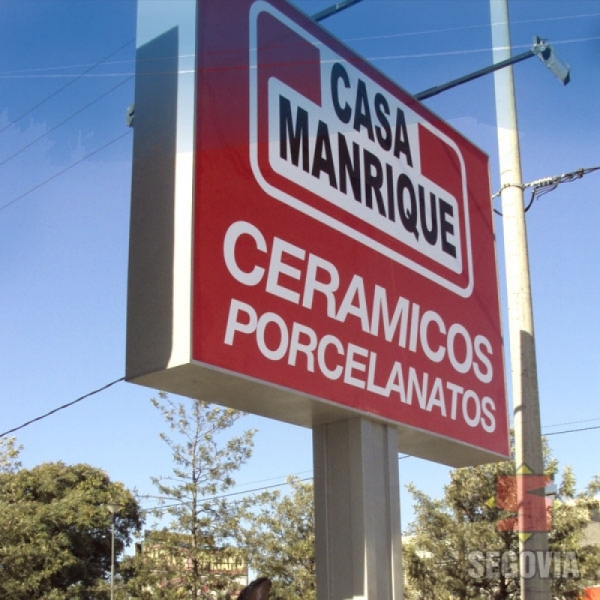 CASA
MANRIQUE
CERAMICOS
PORCELANATOS
SEGOVIA